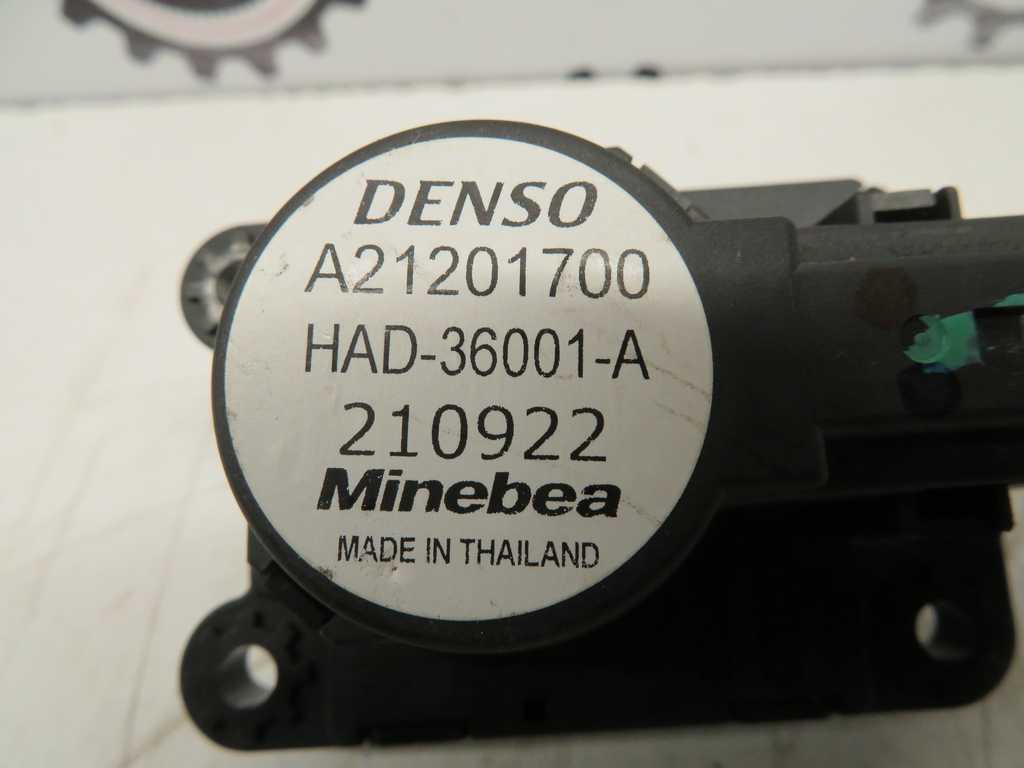 DENSO
A21201700
HAD-36001-A
210922
Minebea
MADE IN THAILAND